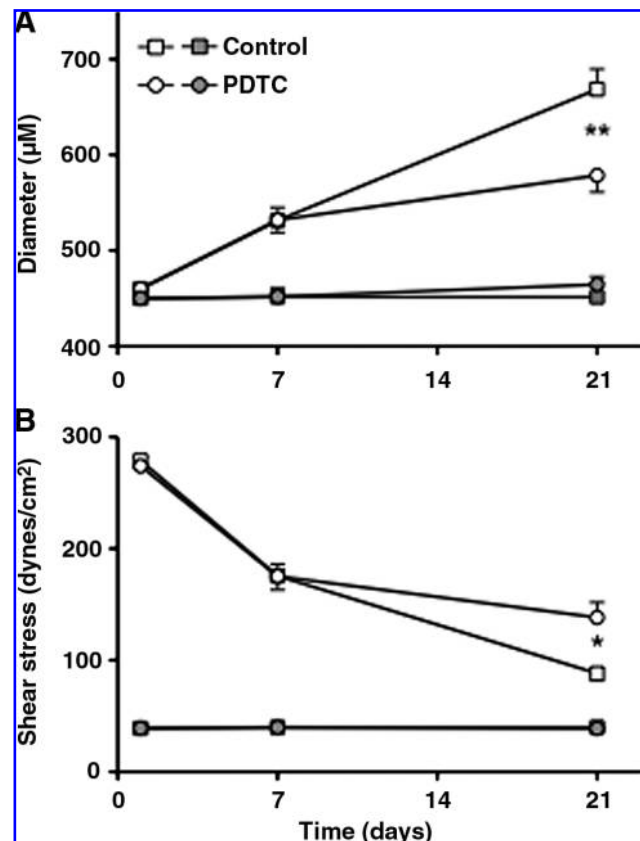 A
700
600
500
400
Diameter (µM)
Control
PDTC
**
0 7 14 21
B
300
200
100
0
Shear stress (dynes/cm²)
*
0 7 14 21
Time (days)